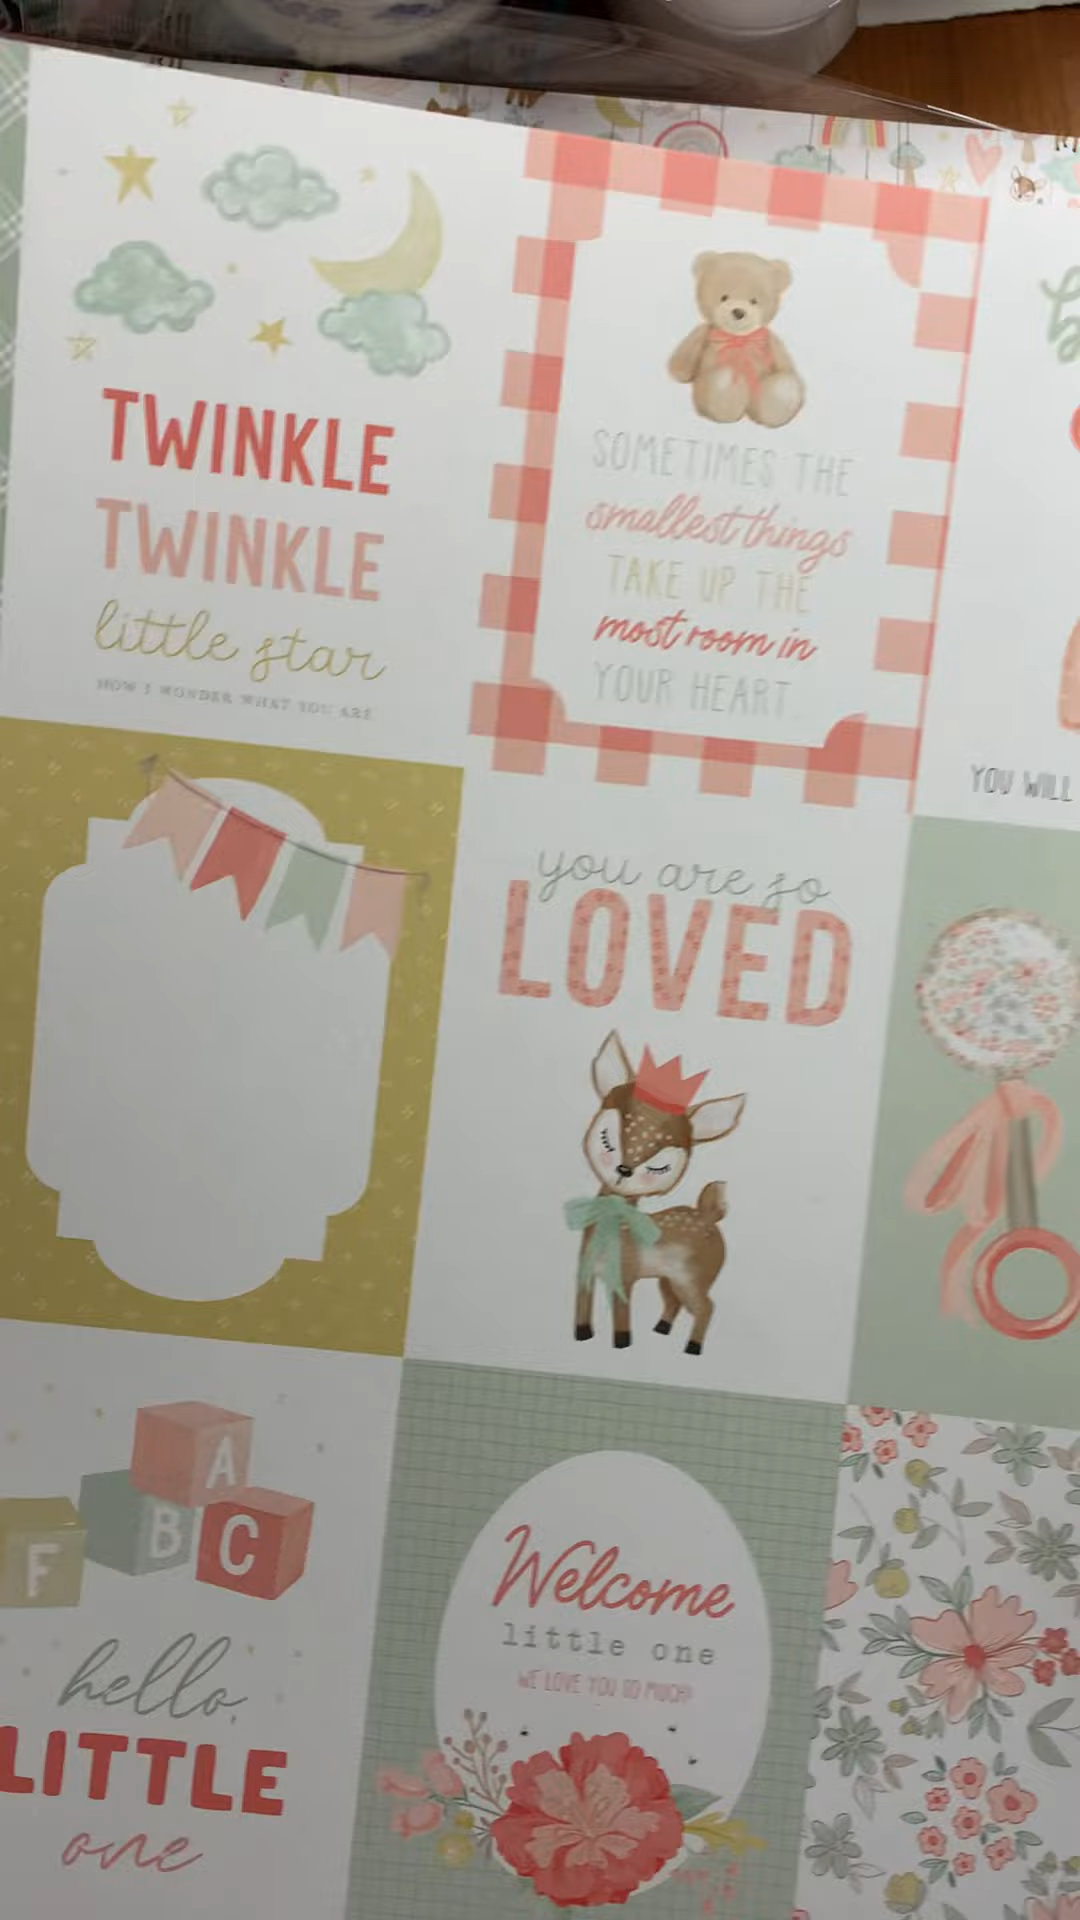 TWINKLE
TWINKLE
little star
HOW I WONDER WHAT YOU ARE
SOMETIMES THE
smallest things
TAKE UP THE
most room in
YOUR HEART.
YOU WILL
you are so
LOVED
A
B
C
F
hello,
LITTLE
one
Welcome
little one
WE LOVE YOU SO MUCH!